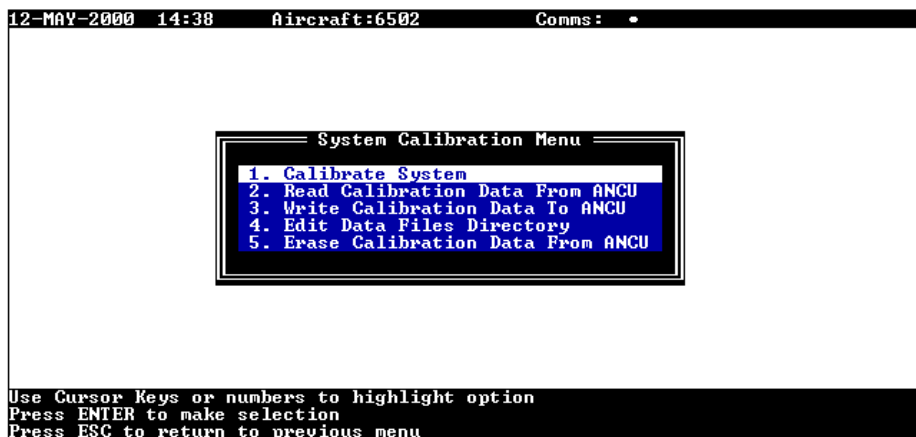 12-MAY-2000 14:38 Aircraft:6502 Comms:
System Calibration Menu
1. Calibrate System
2. Read Calibration Data From ANCU
3. Write Calibration Data To ANCU
4. Edit Data Files Directory
5. Erase Calibration Data From ANCU
Use Cursor Keys or numbers to highlight option
Press ENTER to make selection
Press ESC to return to previous menu